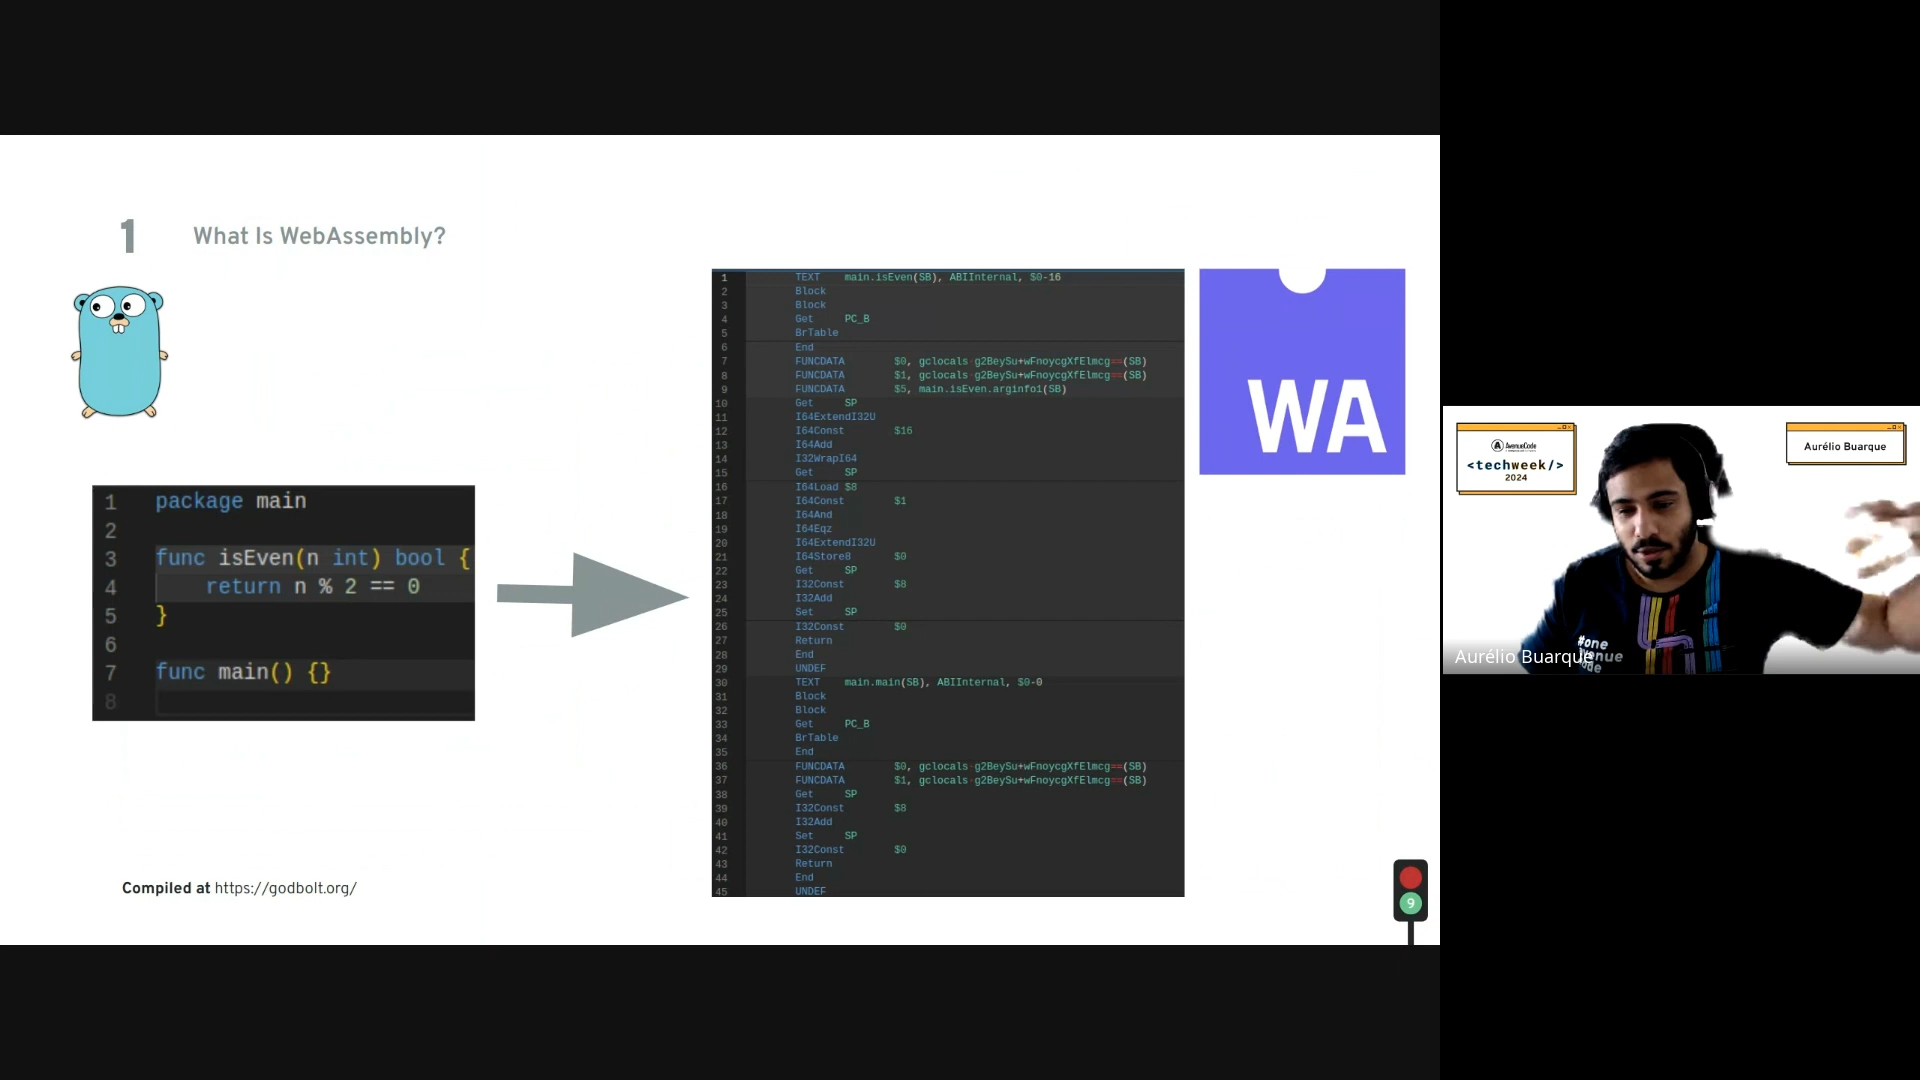 1 What Is WebAssembly?
1 package main
2
3 func isEven(n int) bool {
4 return n % 2 == 0
5 }
6
7 func main() {}
8
Compiled at https://godbolt.org/
1 TEXT main.isEven(SB), ABIInternal, $0-16
2 Block
3 Block
4 Get PC_B
5 BrTable
6 End
7 FUNCDATA $0, gclocals·g2BeySu+wFnoycgXfElmcg==(SB)
8 FUNCDATA $1, gclocals·g2BeySu+wFnoycgXfElmcg==(SB)
9 FUNCDATA $5, main.isEven.arginfo1(SB)
10 Get SP
11 I64ExtendI32U
12 I64Const $16
13 I64Add
14 I32WrapI64
15 Get SP
16 I64Load $8
17 I64Const $1
18 I64And
19 I64Eqz
20 I64ExtendI32U
21 I64Store8 $0
22 Get SP
23 I32Const $8
24 I32Add
25 Set SP
26 I32Const $0
27 Return
28 End
29 UNDEF
30 TEXT main.main(SB), ABIInternal, $0-0
31 Block
32 Block
33 Get PC_B
34 BrTable
35 End
36 FUNCDATA $0, gclocals·g2BeySu+wFnoycgXfElmcg==(SB)
37 FUNCDATA $1, gclocals·g2BeySu+wFnoycgXfElmcg==(SB)
38 Get SP
39 I32Const $8
40 I32Add
41 Set SP
42 I32Const $0
43 Return
44 End
45 UNDEF
WA
9
AvenueCode
<techweek/>
2024
Aurélio Buarque
#one
avenue
code
Aurélio Buarque